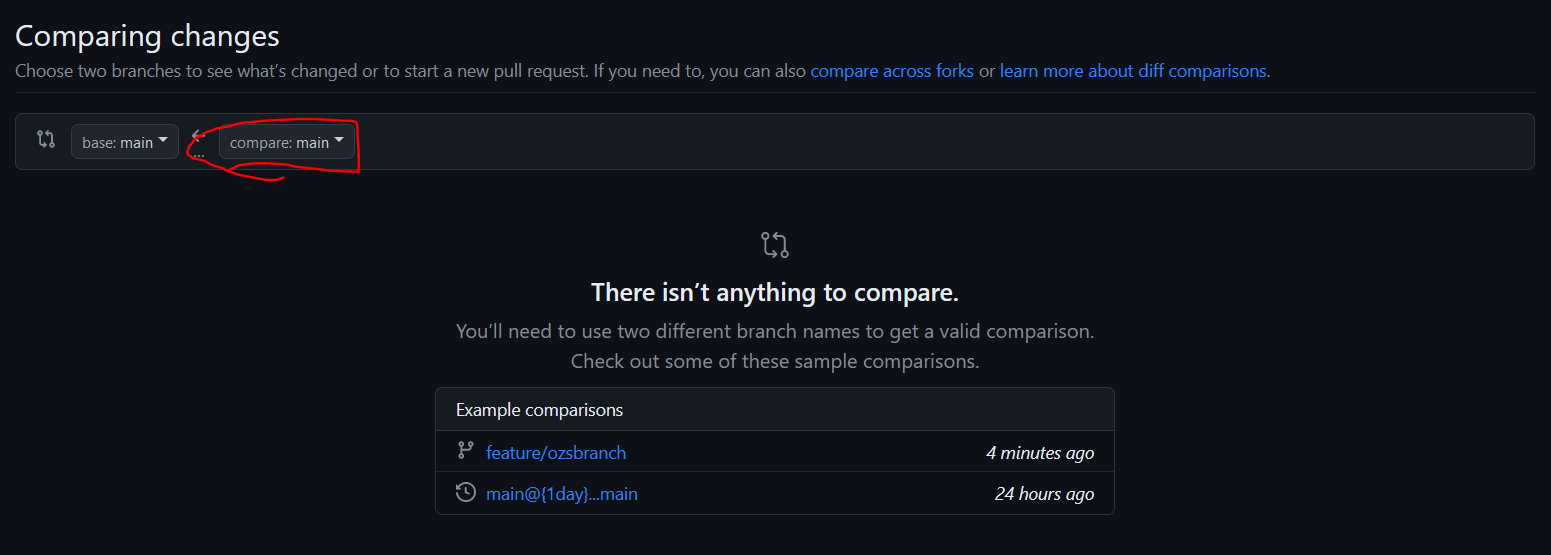 Comparing changes
Choose two branches to see what’s changed or to start a new pull request. If you need to, you can also compare across forks or learn more about diff comparisons.
base: main ... compare: main
There isn’t anything to compare.
You’ll need to use two different branch names to get a valid comparison.
Check out some of these sample comparisons.
Example comparisons
feature/ozsbranch 4 minutes ago
main@{1day}...main 24 hours ago